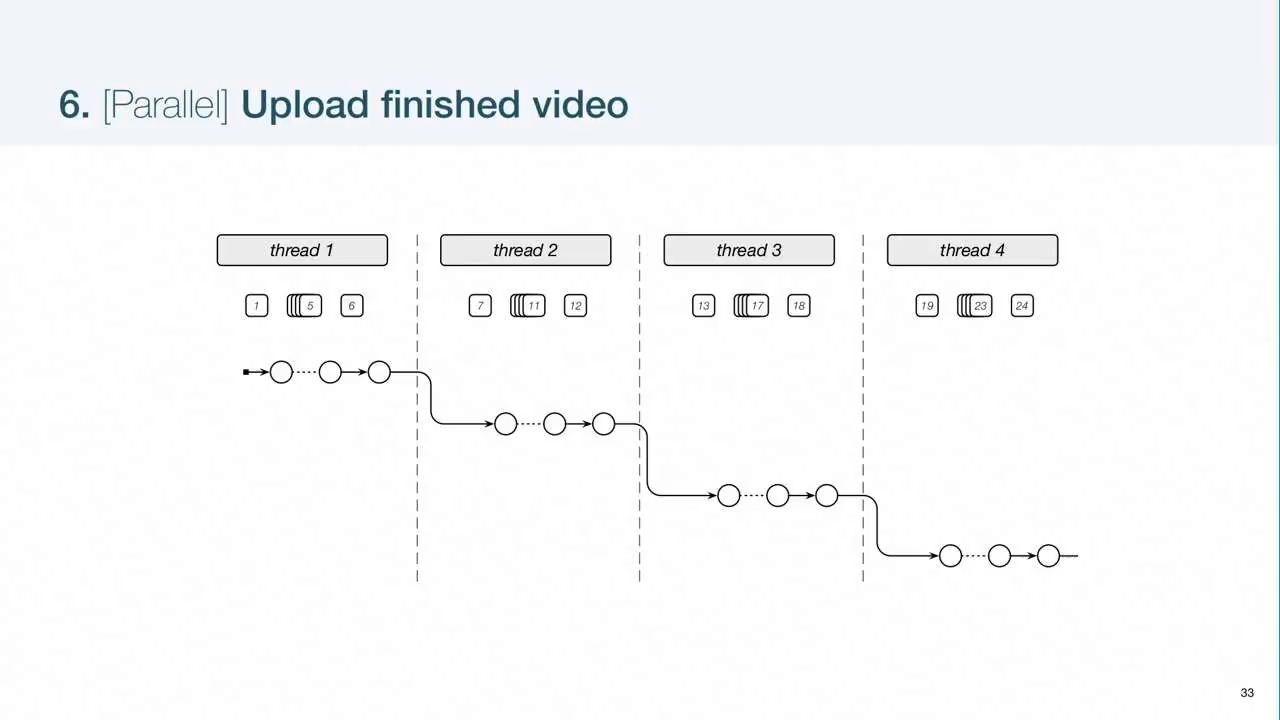 6. [Parallel] Upload finished video
thread 1 thread 2 thread 3 thread 4
1 5 6 7 11 12 13 17 18 19 23 24
33